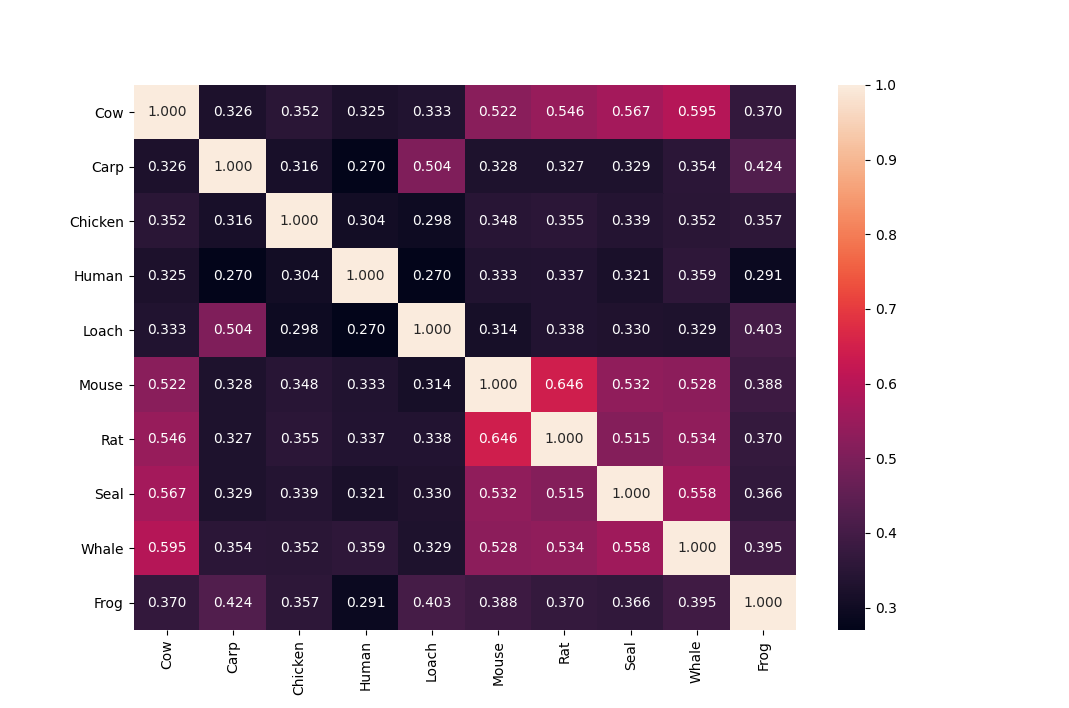 Cow 1.000 0.326 0.352 0.325 0.333 0.522 0.546 0.567 0.595 0.370
Carp 0.326 1.000 0.316 0.270 0.504 0.328 0.327 0.329 0.354 0.424
Chicken 0.352 0.316 1.000 0.304 0.298 0.348 0.355 0.339 0.352 0.357
Human 0.325 0.270 0.304 1.000 0.270 0.333 0.337 0.321 0.359 0.291
Loach 0.333 0.504 0.298 0.270 1.000 0.314 0.338 0.330 0.329 0.403
Mouse 0.522 0.328 0.348 0.333 0.314 1.000 0.646 0.532 0.528 0.388
Rat 0.546 0.327 0.355 0.337 0.338 0.646 1.000 0.515 0.534 0.370
Seal 0.567 0.329 0.339 0.321 0.330 0.532 0.515 1.000 0.558 0.366
Whale 0.595 0.354 0.352 0.359 0.329 0.528 0.534 0.558 1.000 0.395
Frog 0.370 0.424 0.357 0.291 0.403 0.388 0.370 0.366 0.395 1.000
Cow Carp Chicken Human Loach Mouse Rat Seal Whale Frog
1.0
0.9
0.8
0.7
0.6
0.5
0.4
0.3